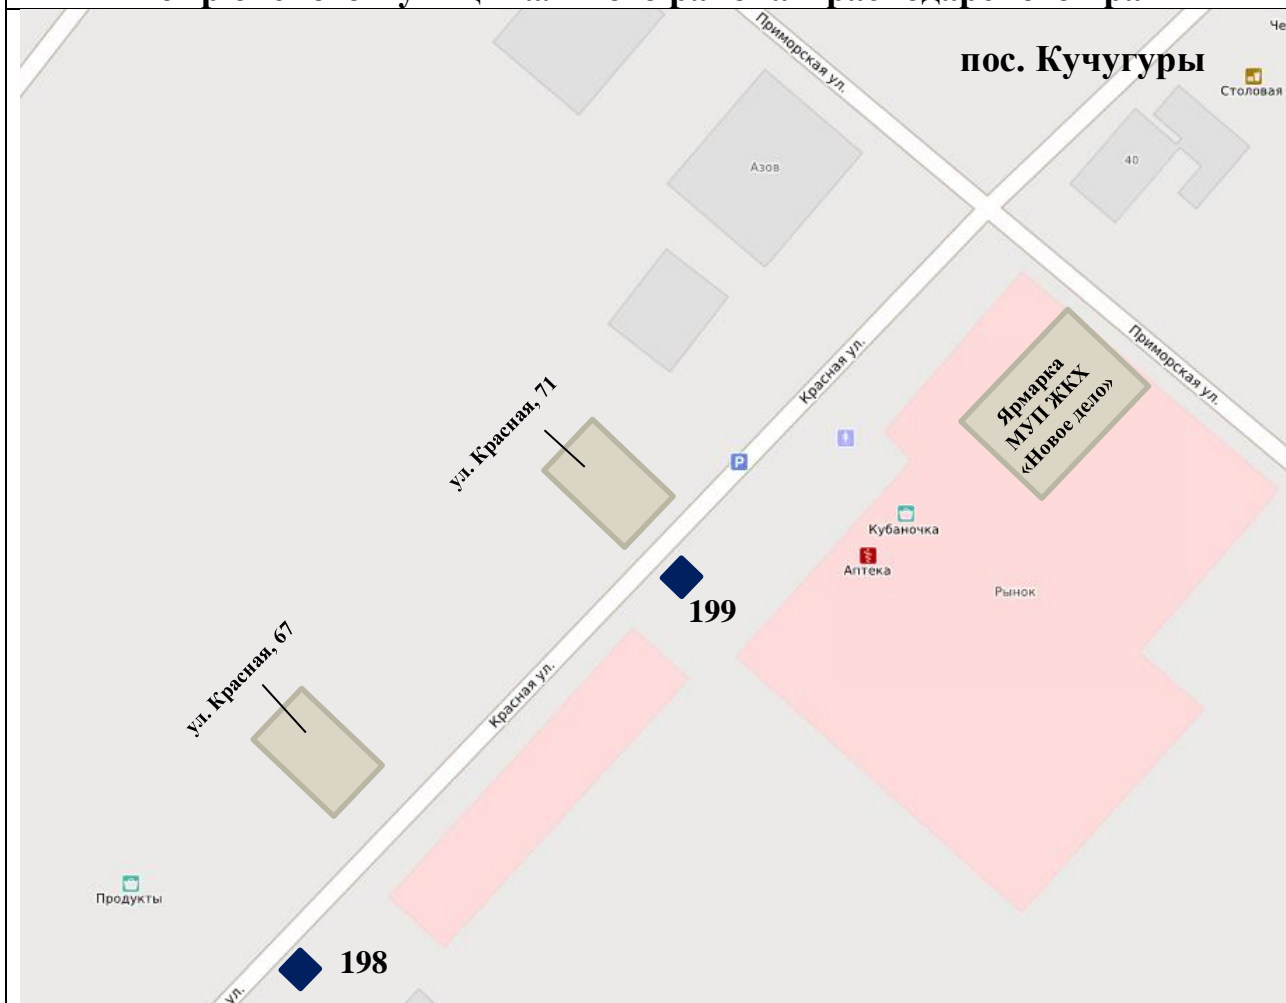 Приморская ул.
Че
пос. Кучугуры
Столовая
Азов
40
Красная ул.
Приморская ул.
Ярмарка
МУП ЖКХ
«Новое дело»
ул. Красная, 71
P
Кубаночка
Аптека
Рынок
199
ул. Красная, 67
Красная ул.
Продукты
198
ул.